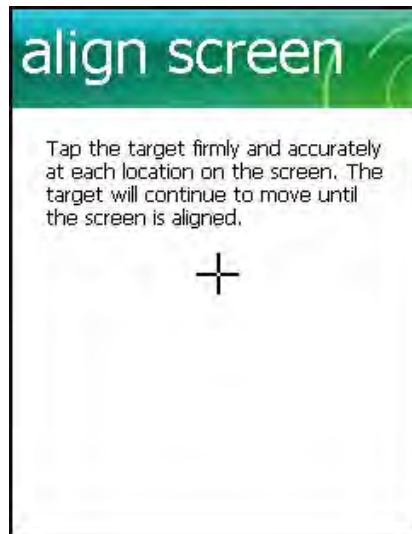 align screen
Tap the target firmly and accurately
at each location on the screen. The
target will continue to move until
the screen is aligned.